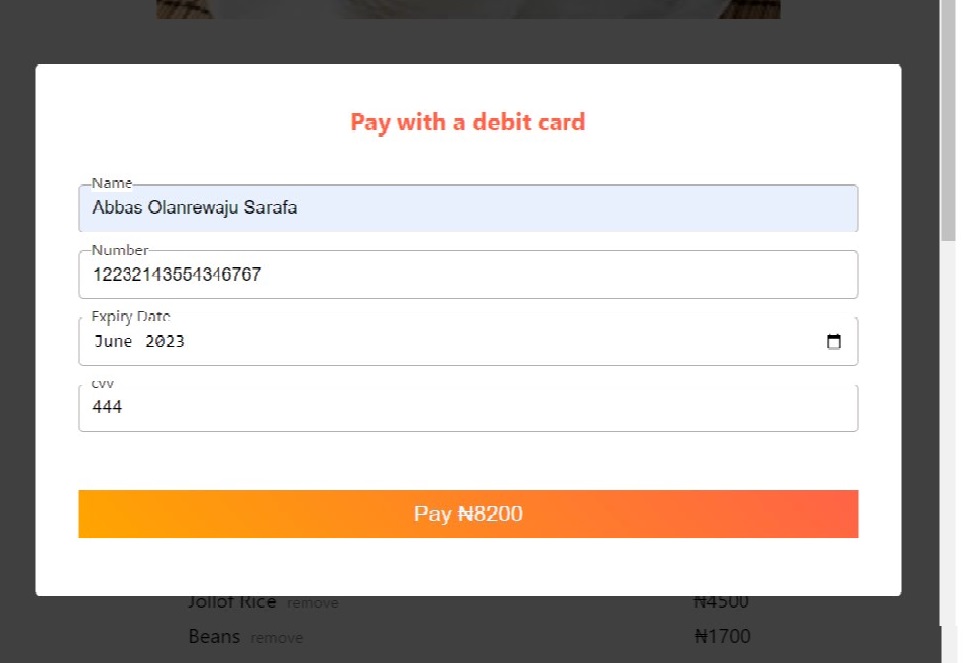 Pay with a debit card
Name
Abbas Olanrewaju Sarafa
Number
12232143554346767
Expiry Date
June 2023
cvv
444
Pay ₦8200
Jollof Rice remove ₦4500
Beans remove ₦1700